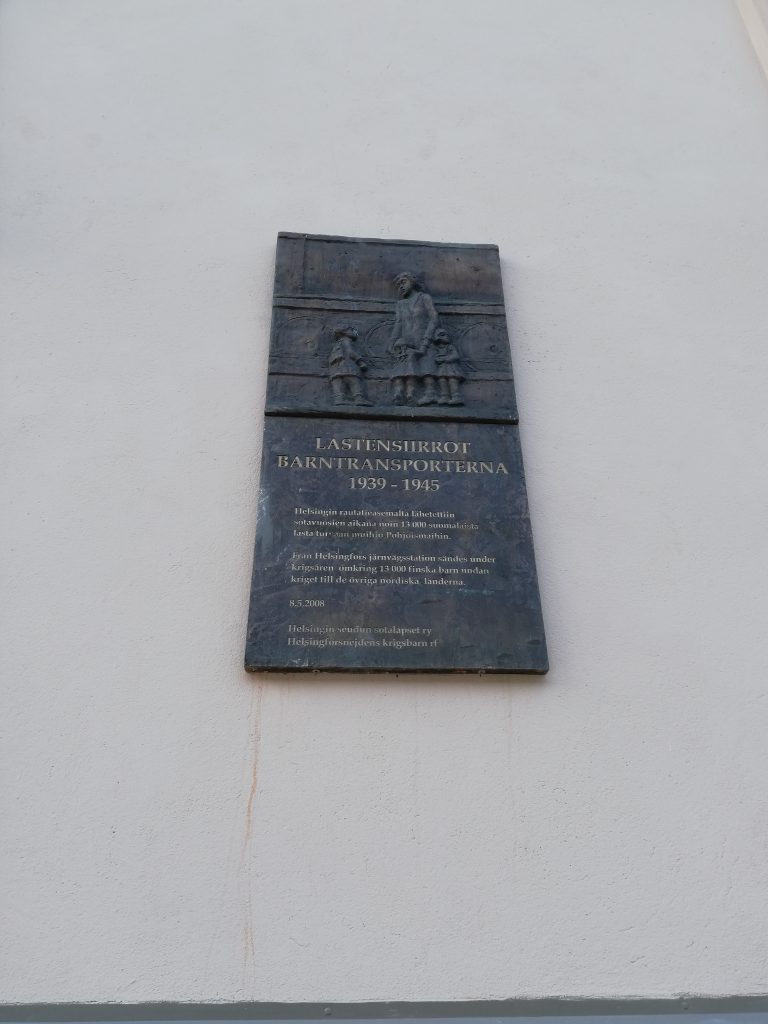 LASTENSIIRROT
BARNTRANSPORTERNA
1939 - 1945
Helsingin rautatieasemalta lähetettiin
sotavuosien aikana noin 13 000 suomalaista
lasta turvaan muihin Pohjoismaihin.
Från Helsingfors järnvägsstation sändes under
krigsåren omkring 13 000 finska barn undan
kriget till de övriga nordiska länderna.
8.5.2008
Helsingin seudun sotalapset ry
Helsingforsnejdens krigsbarn rf